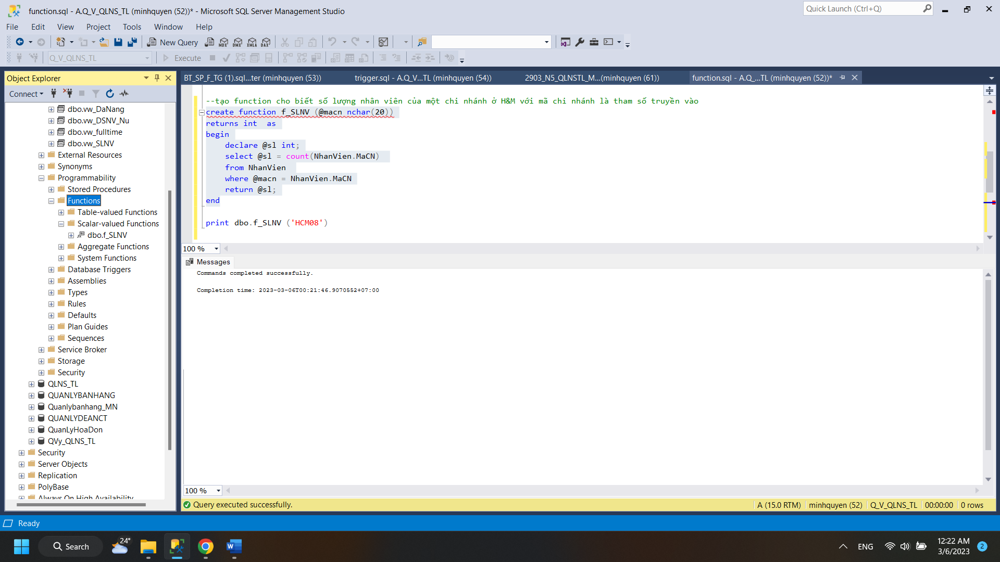 function.sql - A.Q_V_QLNS_TL (minhquyen (52))* - Microsoft SQL Server Management Studio
Quick Launch (Ctrl+Q)
File Edit View Project Tools Window Help
New Query MDX DMX XMLA DAX
Q_V_QLNS_TL Execute
Object Explorer
Connect
dbo.vw_DaNang
dbo.vw_DSNV_Nu
dbo.vw_fulltime
dbo.vw_SLNV
External Resources
Synonyms
Programmability
Stored Procedures
Functions
Table-valued Functions
Scalar-valued Functions
dbo.f_SLNV
Aggregate Functions
System Functions
Database Triggers
Assemblies
Types
Rules
Defaults
Plan Guides
Sequences
Service Broker
Storage
Security
QLNS_TL
QUANLYBANHANG
Quanlybanhang_MN
QUANLYDEANCT
QuanLyHoaDon
QVy_QLNS_TL
Security
Server Objects
Replication
PolyBase
Always On High Availability
BT_SP_F_TG (1).sql...ter (minhquyen (53)) trigger.sql - A.Q_V...TL (minhquyen (54)) 2903_N5_QLNSTL_M...(minhquyen (61)) function.sql - A.Q_...TL (minhquyen (52))*
--tạo function cho biết số lượng nhân viên của một chi nhánh ở H&M với mã chi nhánh là tham số truyền vào
create function f_SLNV (@macn nchar(20))
returns int  as
begin
declare @sl int;
select @sl = count(NhanVien.MaCN)
from NhanVien
where @macn = NhanVien.MaCN
return @sl;
end
print dbo.f_SLNV ('HCM08')
100 %
Messages
Commands completed successfully.
Completion time: 2023-03-06T00:21:46.9070552+07:00
100 %
Query executed successfully. A (15.0 RTM) minhquyen (52) Q_V_QLNS_TL 00:00:00 0 rows
Ready
Search 24° ENG 12:22 AM 3/6/2023 2